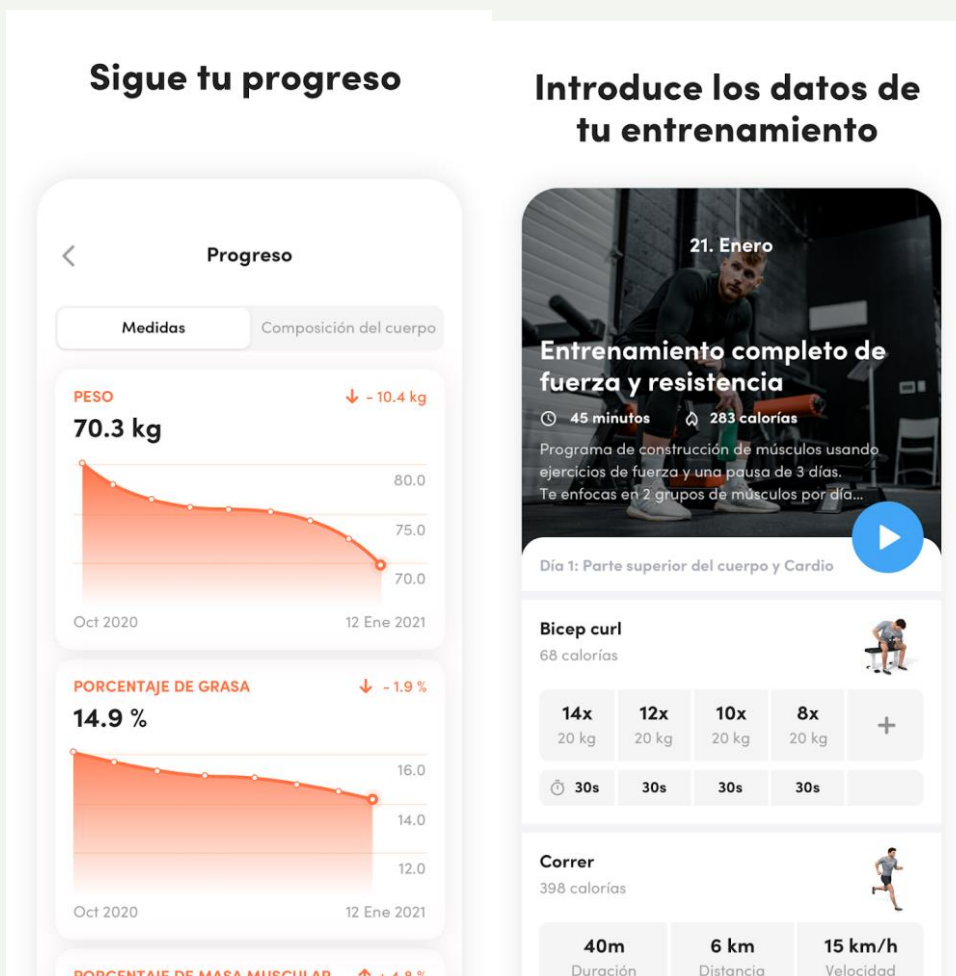 Sigue tu progreso
Progreso
Medidas
Composición del cuerpo
PESO
- 10.4 kg
70.3 kg
80.0
75.0
70.0
Oct 2020
12 Ene 2021
PORCENTAJE DE GRASA
- 1.9 %
14.9 %
16.0
14.0
12.0
Oct 2020
12 Ene 2021
PORCENTAJE DE MASA MUSCULAR
+ 4.8 %
Introduce los datos de
tu entrenamiento
21. Enero
Entrenamiento completo de
fuerza y resistencia
45 minutos
283 calorías
Programa de construcción de músculos usando
ejercicios de fuerza y una pausa de 3 días.
Te enfocas en 2 grupos de músculos por día...
Día 1: Parte superior del cuerpo y Cardio
Bicep curl
68 calorías
14x 12x 10x 8x +
20 kg 20 kg 20 kg 20 kg
30s 30s 30s 30s
Correr
398 calorías
40m 6 km 15 km/h
Duración Distancia Velocidad